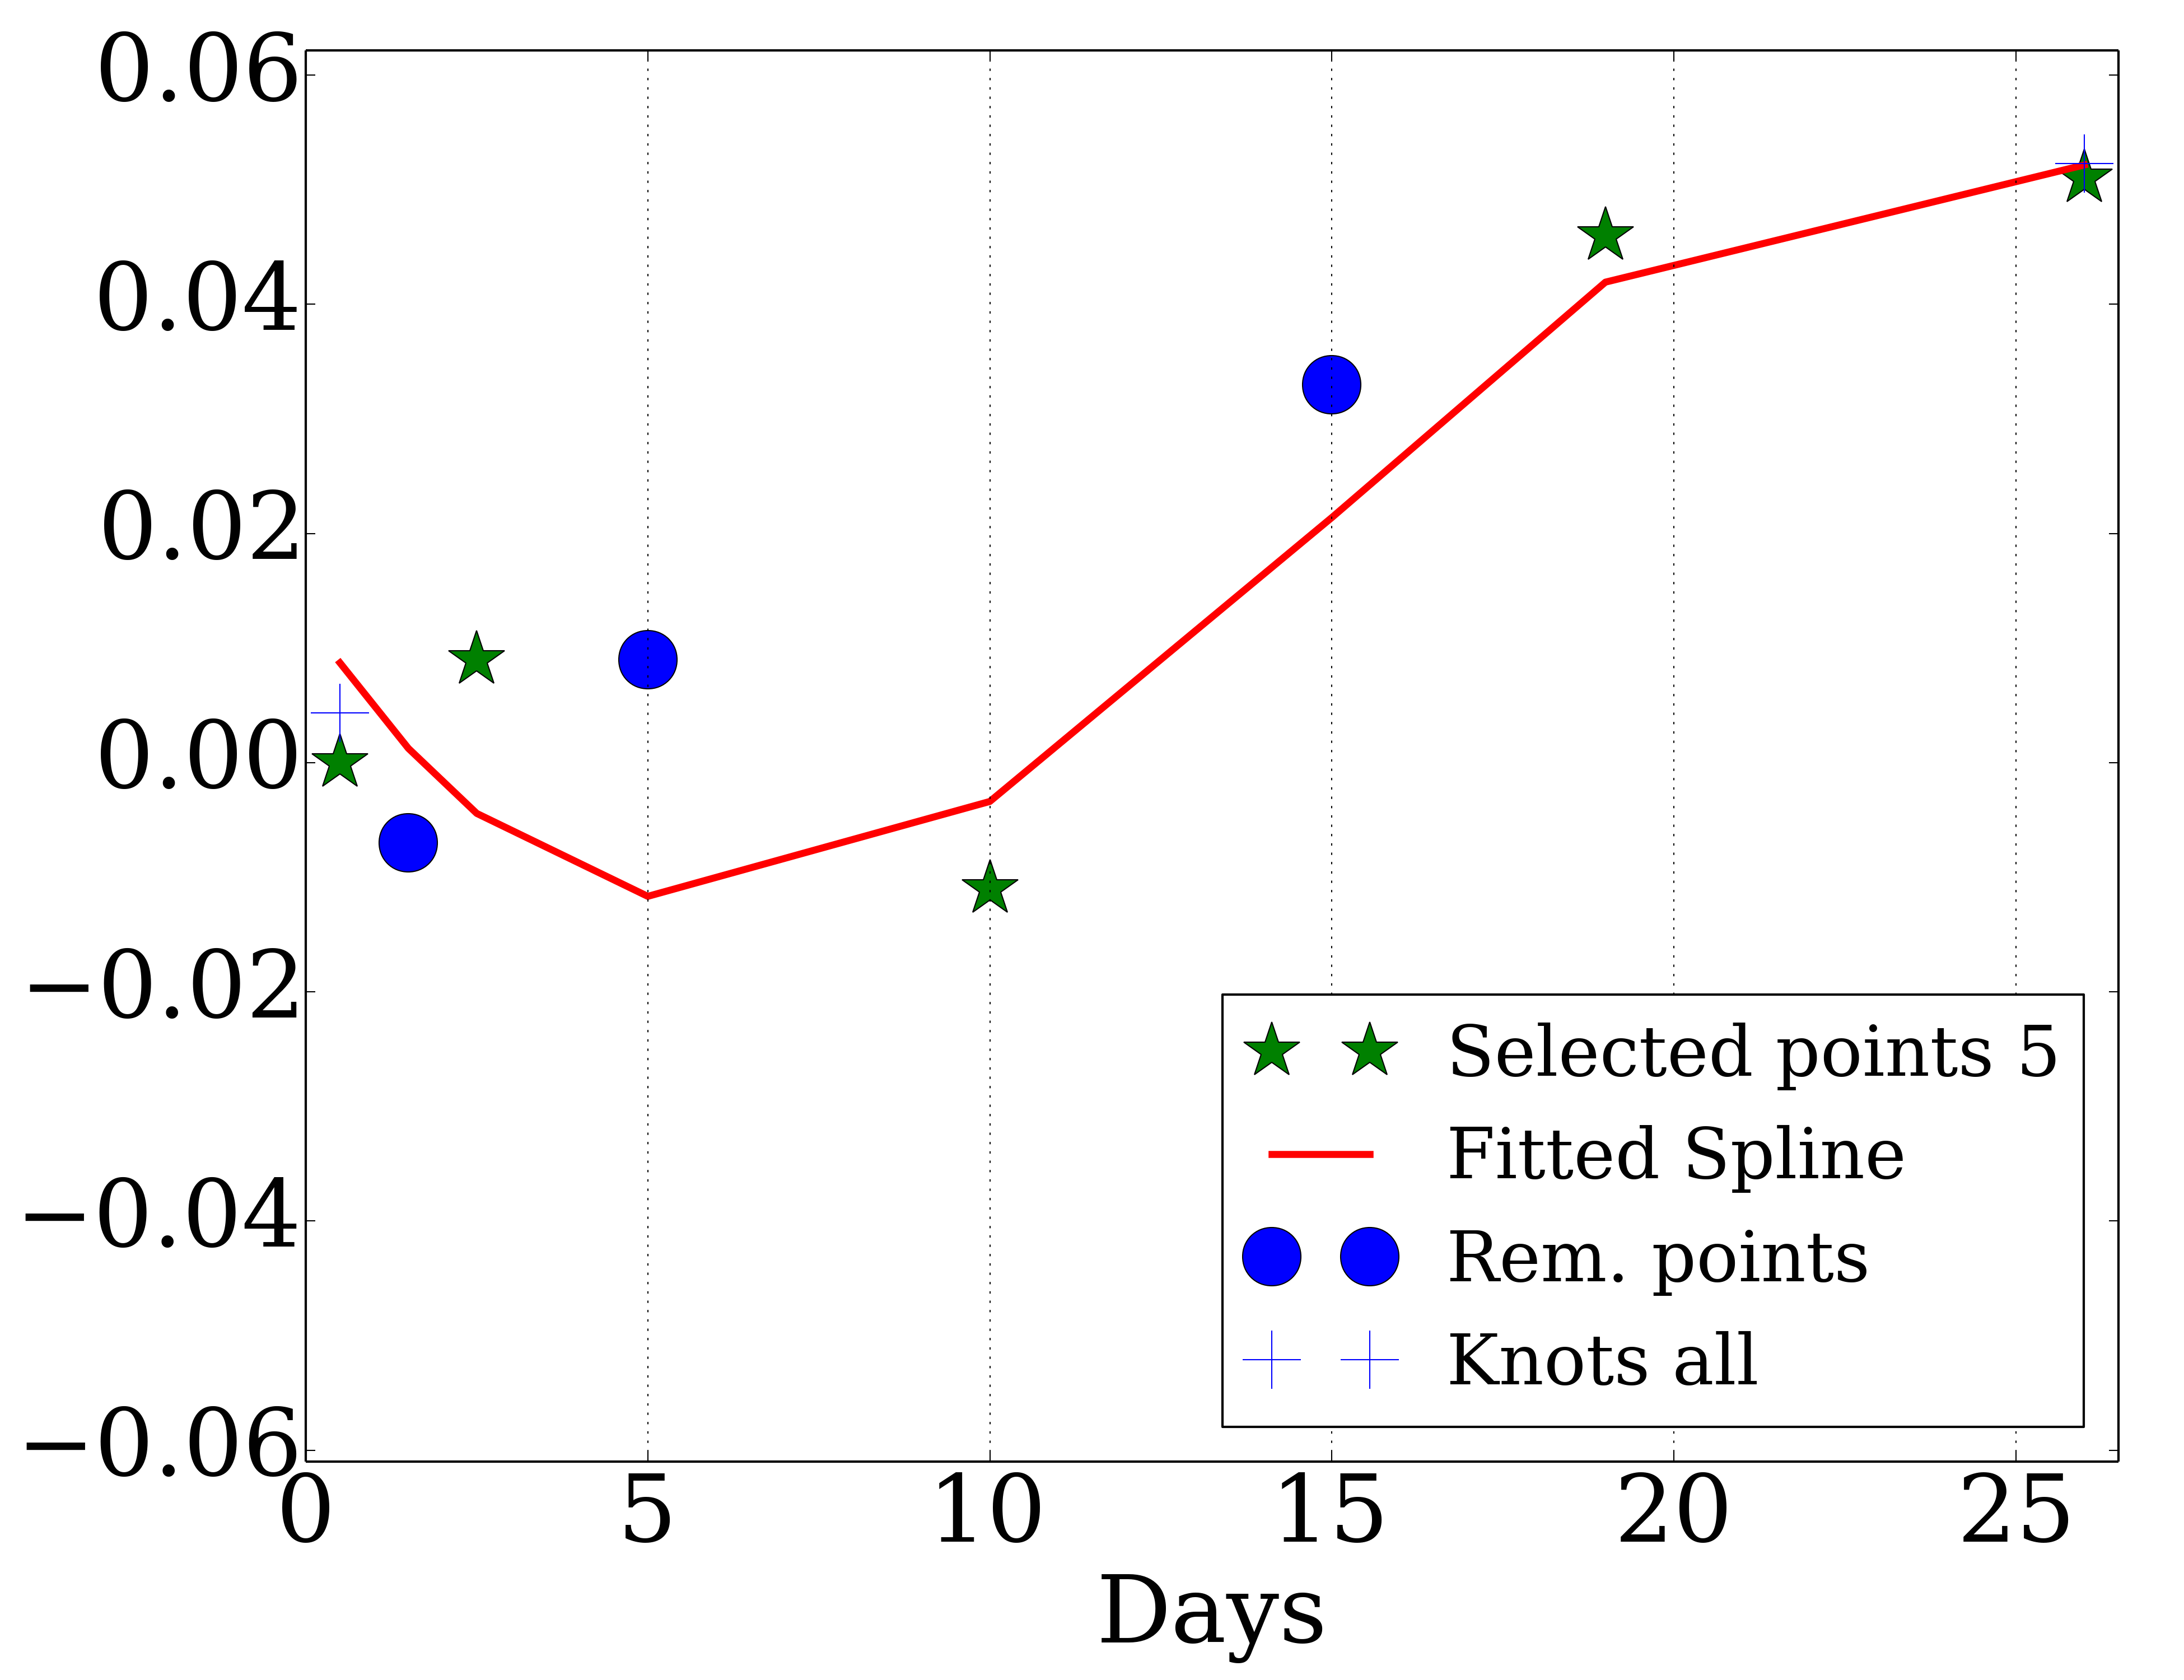 0.06
0.04
0.02
0.00
−0.02
−0.04
−0.06
0 5 10 15 20 25
Days
Selected points 5
Fitted Spline
Rem. points
Knots all